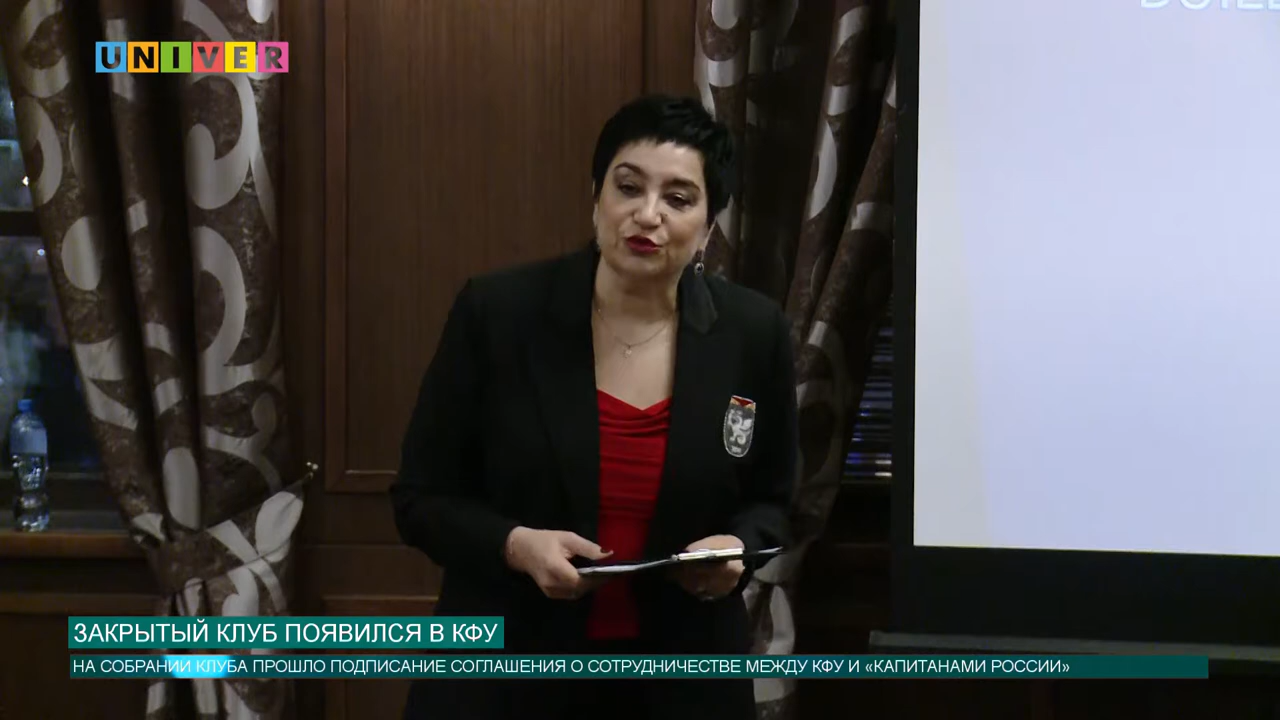 UNIVER
ЗАКРЫТЫЙ КЛУБ ПОЯВИЛСЯ В КФУ
НА СОБРАНИИ КЛУБА ПРОШЛО ПОДПИСАНИЕ СОГЛАШЕНИЯ О СОТРУДНИЧЕСТВЕ МЕЖДУ КФУ И «КАПИТАНАМИ РОССИИ»